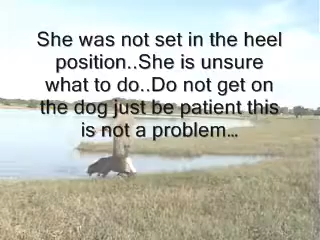 She was not set in the heel
position..She is unsure
what to do..Do not get on
the dog just be patient this
is not a problem…